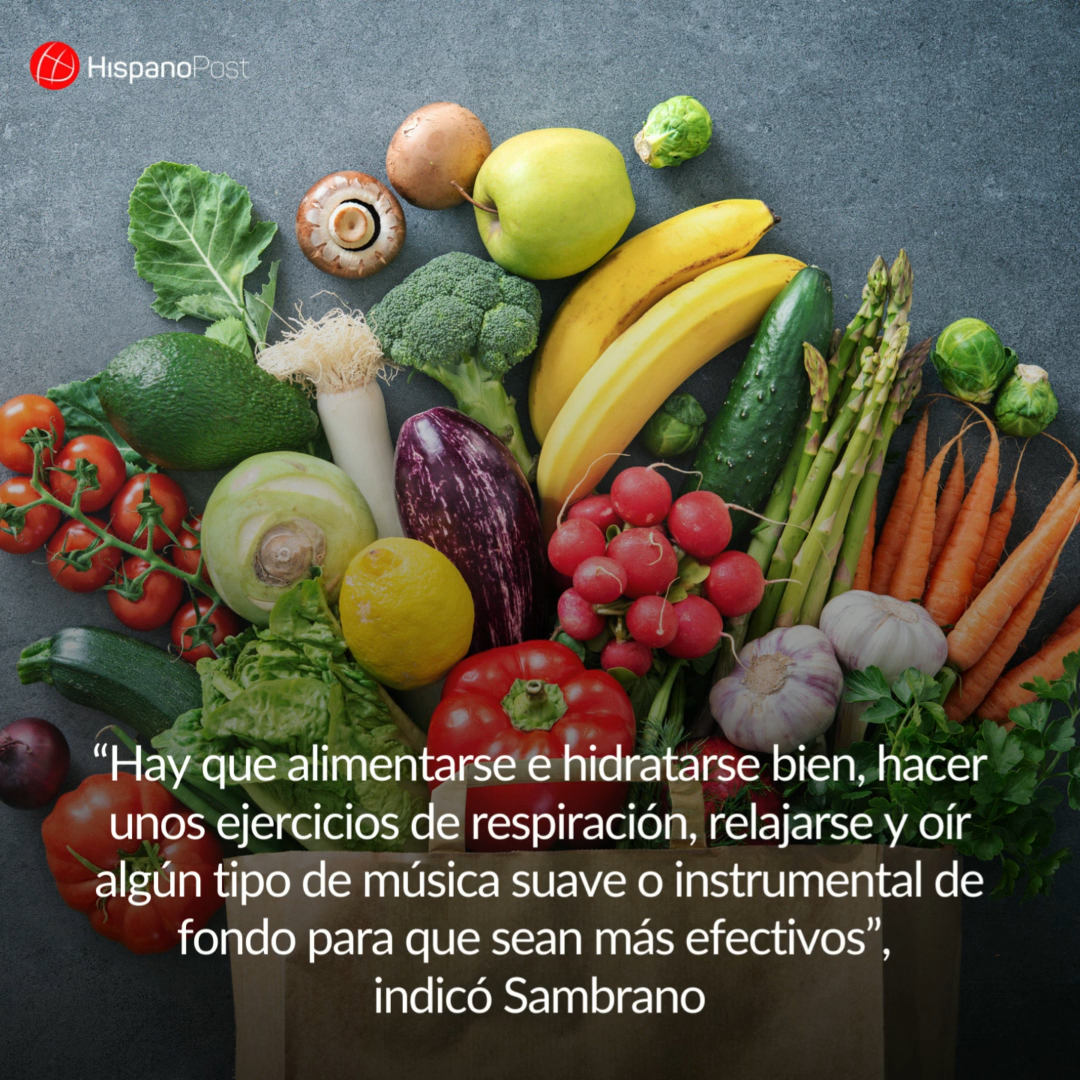 HispanoPost
“Hay que alimentarse e hidratarse bien, hacer
unos ejercicios de respiración, relajarse y oír
algún tipo de música suave o instrumental de
fondo para que sean más efectivos”,
indicó Sambrano